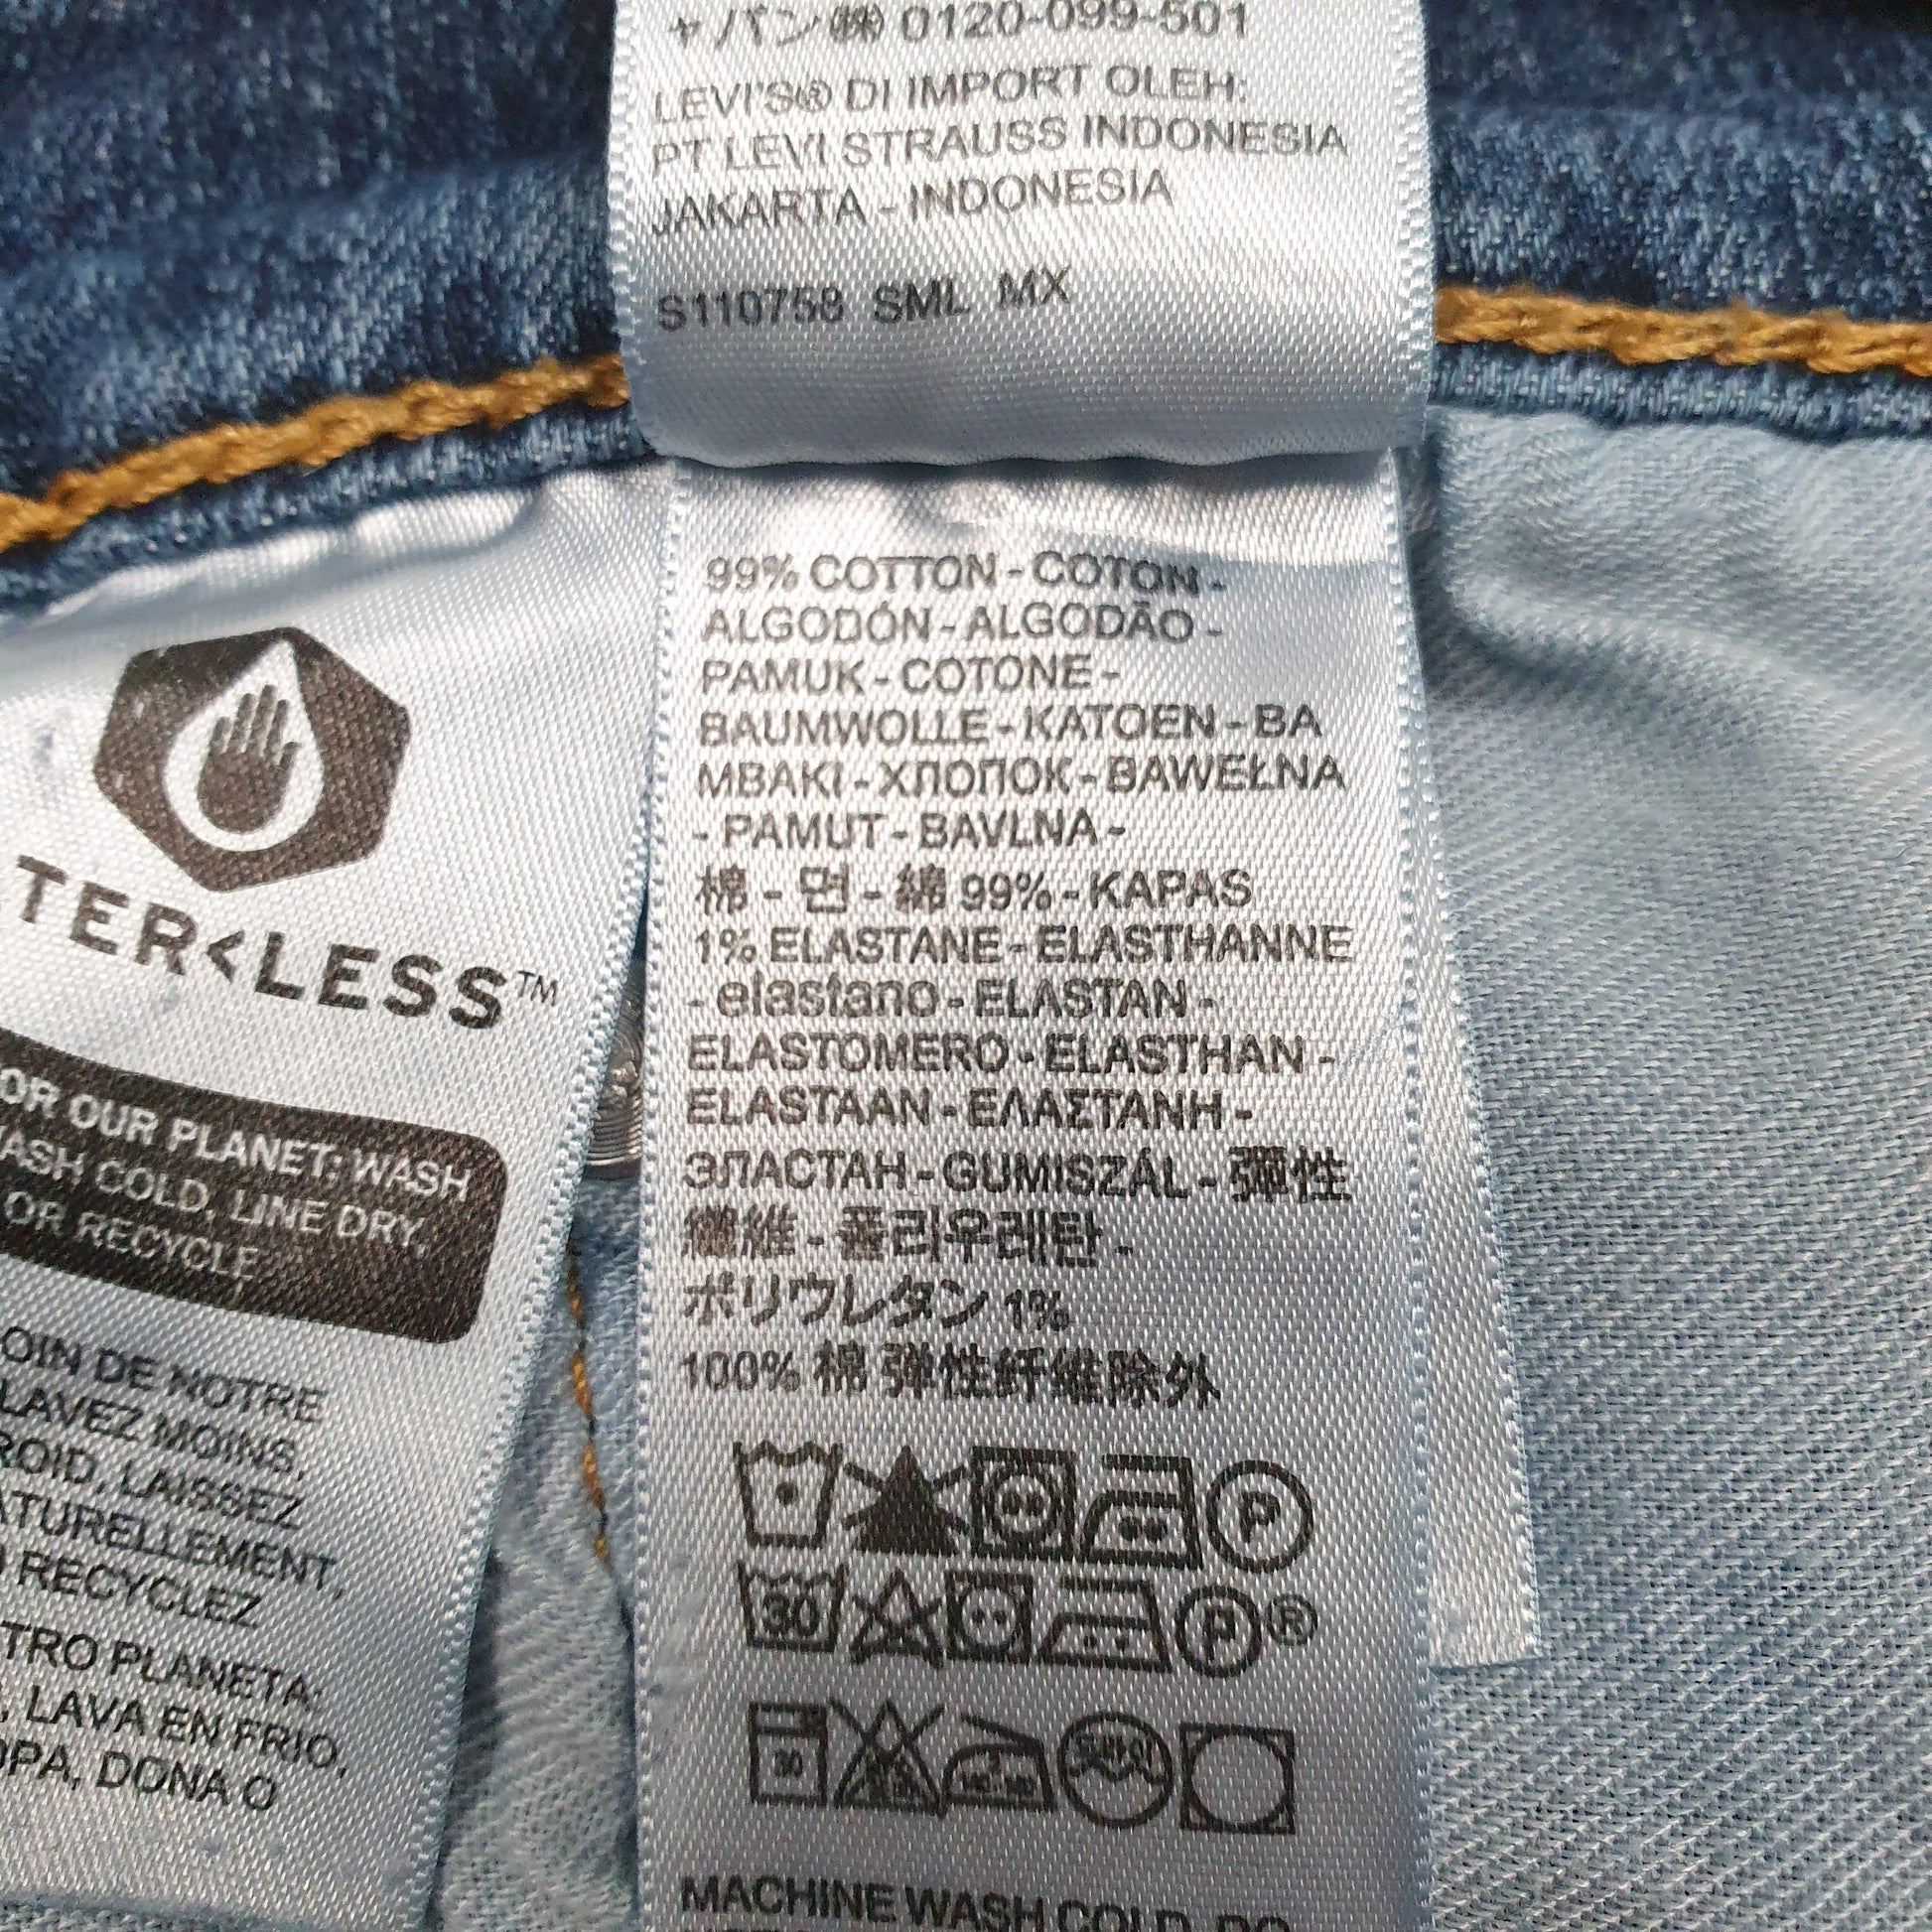 ャパン㈱ 0120-099-501
LEVI'S® DI IMPORT OLEH:
PT LEVI STRAUSS INDONESIA
JAKARTA - INDONESIA
S110758 SML MX
99% COTTON - COTON -
ALGODÓN - ALGODÃO -
PAMUK - COTONE -
BAUMWOLLE - KATOEN - BA
MBAKI - ХЛОПОК - BAWEŁNA
- PAMUT - BAVLNA -
棉 - 면 - 綿 99% - KAPAS
1% ELASTANE - ELASTHANNE
- elastano - ELASTAN -
ELASTOMERO - ELASTHAN -
ELASTAAN - ΕΛΑΣΤΑΝΗ -
ЭЛАСТАН - GUMISZÁL - 彈性
纖維 - 폴리우레탄 -
ポリウレタン 1%
100% 棉 弹性纤维除外
P
30 P ®
30
MACHINE WASH COLD, DO
TER<LESS™
OR OUR PLANET: WASH
ASH COLD, LINE DRY,
OR RECYCLE
OIN DE NOTRE
LAVEZ MOINS,
ROID, LAISSEZ
ATURELLEMENT,
RECYCLEZ
TRO PLANETA
, LAVA EN FRIO,
OPA, DONA O